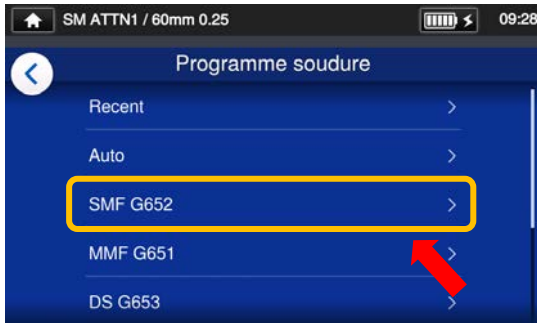 SM ATTN1 / 60mm 0.25 09:28
Programme soudure
Recent
Auto
SMF G652
MMF G651
DS G653